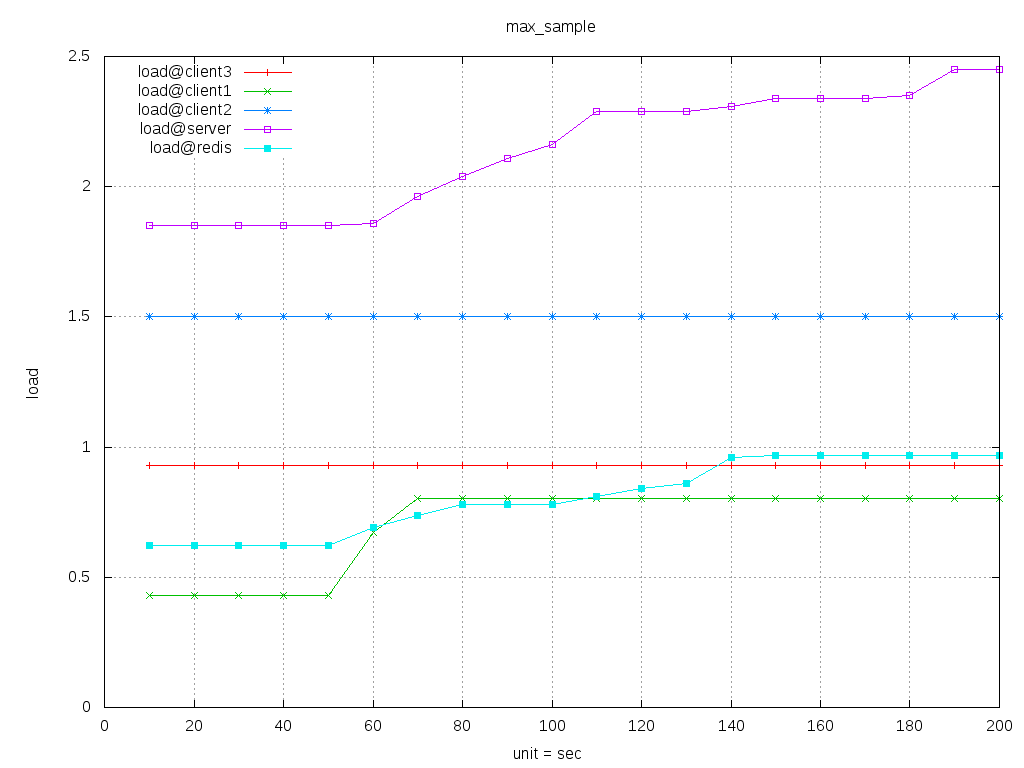 max_sample
2.5
2
1.5
1
0.5
0
load
load@client3
load@client1
load@client2
load@server
load@redis
0 20 40 60 80 100 120 140 160 180 200
unit = sec